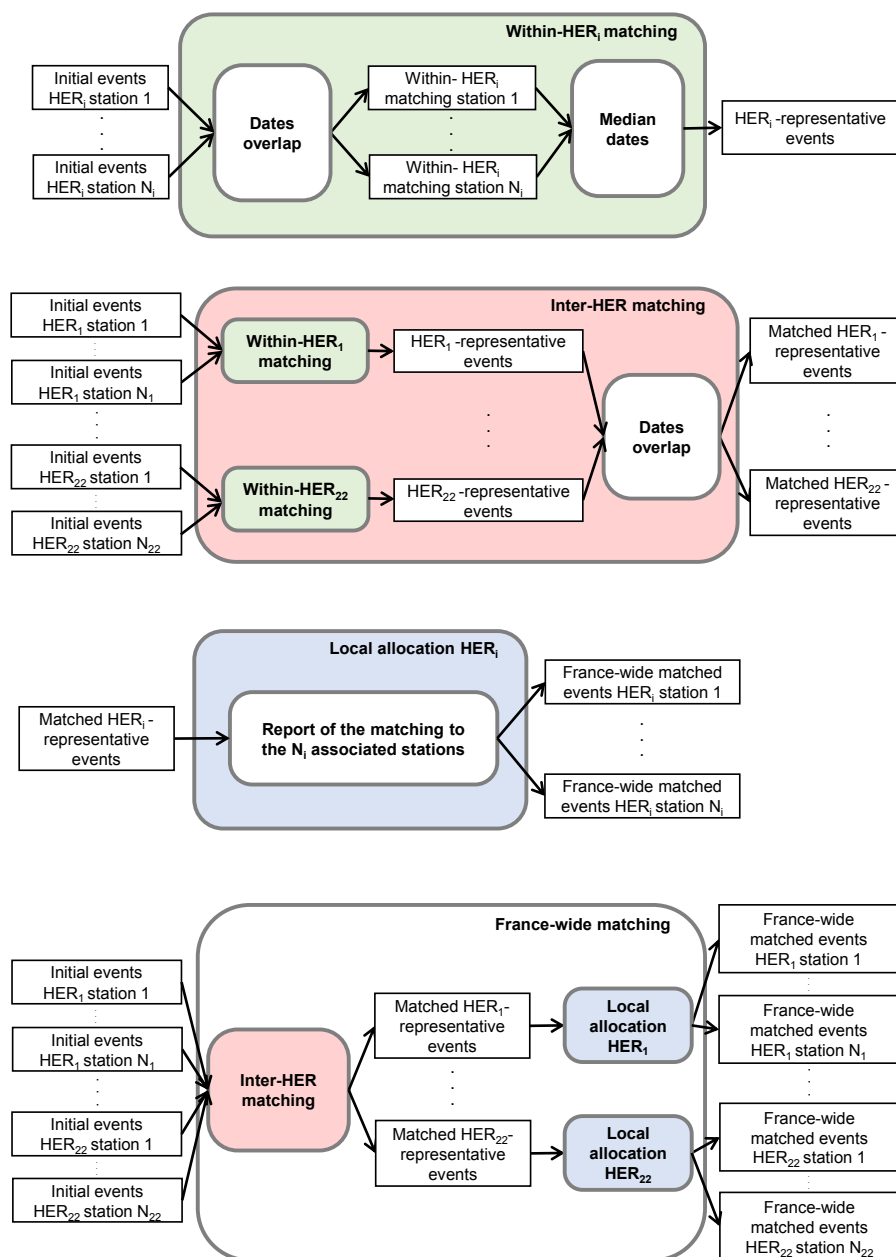 Within-HERᵢ matching
Initial events
HERᵢ station 1
.
.
.
Initial events
HERᵢ station Nᵢ
Dates
overlap
Within- HERᵢ
matching station 1
.
.
.
Within- HERᵢ
matching station Nᵢ
Median
dates
HERᵢ -representative
events
Inter-HER matching
Initial events
HER₁ station 1
Initial events
HER₁ station N₁
.
.
.
Initial events
HER₂₂ station 1
Initial events
HER₂₂ station N₂₂
Within-HER₁
matching
Within-HER₂₂
matching
HER₁ -representative
events
.
.
.
HER₂₂ -representative
events
Dates
overlap
Matched HER₁ -
representative
events
.
.
.
Matched HER₂₂ -
representative
events
Local allocation HERᵢ
Matched HERᵢ -
representative
events
Report of the matching to
the Nᵢ associated stations
France-wide matched
events HERᵢ station 1
.
.
.
France-wide matched
events HERᵢ station Nᵢ
France-wide matching
Initial events
HER₁ station 1
Initial events
HER₁ station N₁
.
.
.
Initial events
HER₂₂ station 1
Initial events
HER₂₂ station N₂₂
Inter-HER
matching
Matched HER₁-
representative
events
.
.
.
Matched HER₂₂-
representative
events
Local
allocation
HER₁
Local
allocation
HER₂₂
France-wide
matched events
HER₁ station 1
France-wide
matched events
HER₁ station N₁
.
.
.
France-wide
matched events
HER₂₂ station 1
France-wide
matched events
HER₂₂ station N₂₂